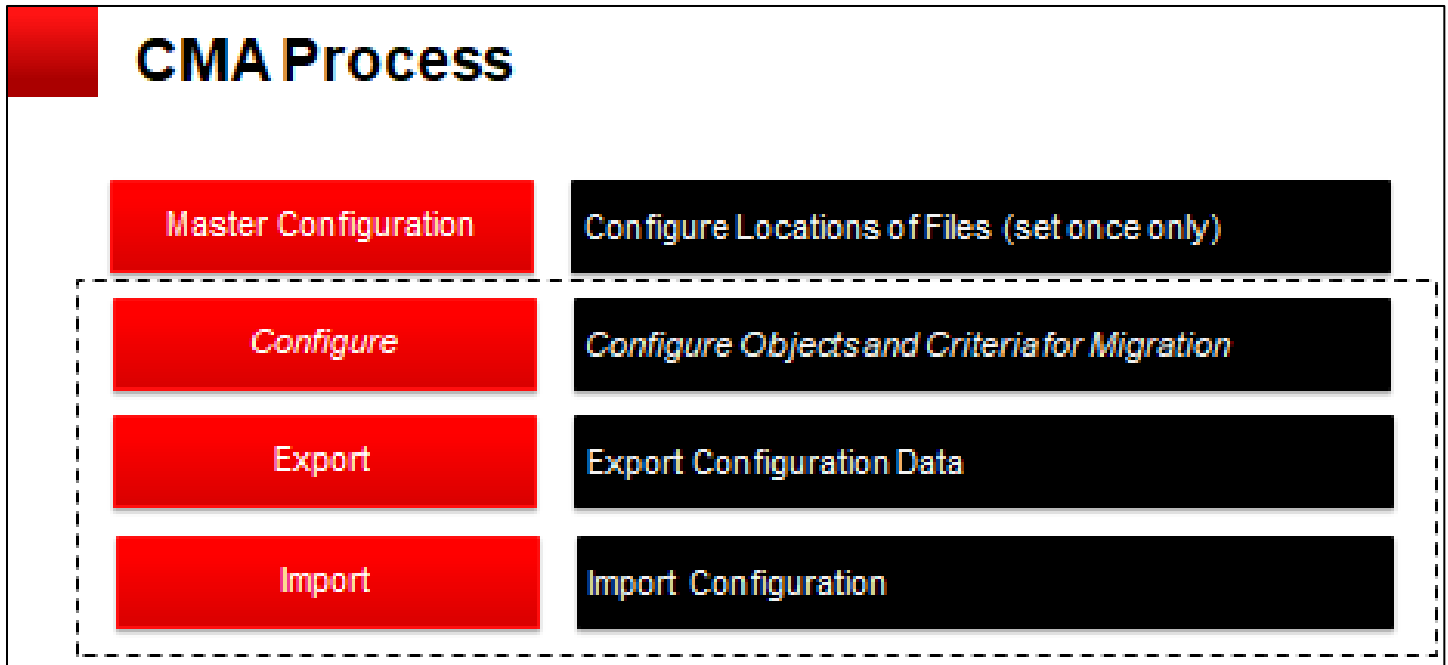 CMA Process
Master Configuration
Configure Locations of Files (set once only)
Configure
Configure Objects and Criteria for Migration
Export
Export Configuration Data
Import
Import Configuration